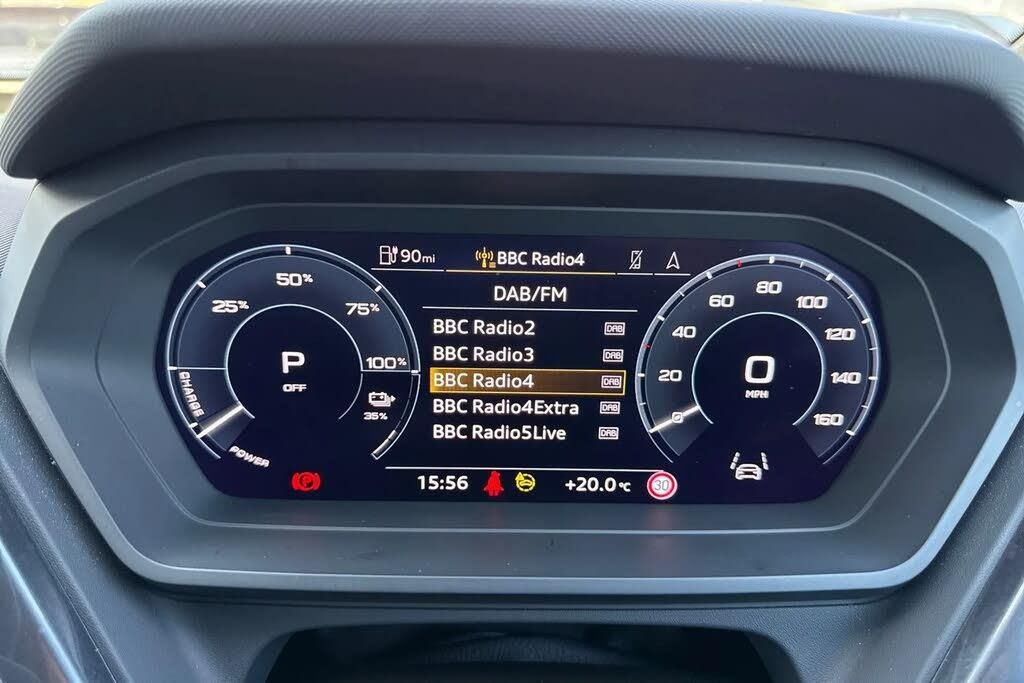 90mi
BBC Radio4
DAB/FM
BBC Radio2 DAB
BBC Radio3 DAB
BBC Radio4 DAB
BBC Radio4Extra DAB
BBC Radio5Live DAB
25%
50%
75%
100%
P
OFF
35%
CHARGE
POWER
0
20
40
60
80
100
120
140
160
0
MPH
P
15:56
+20.0°C
30